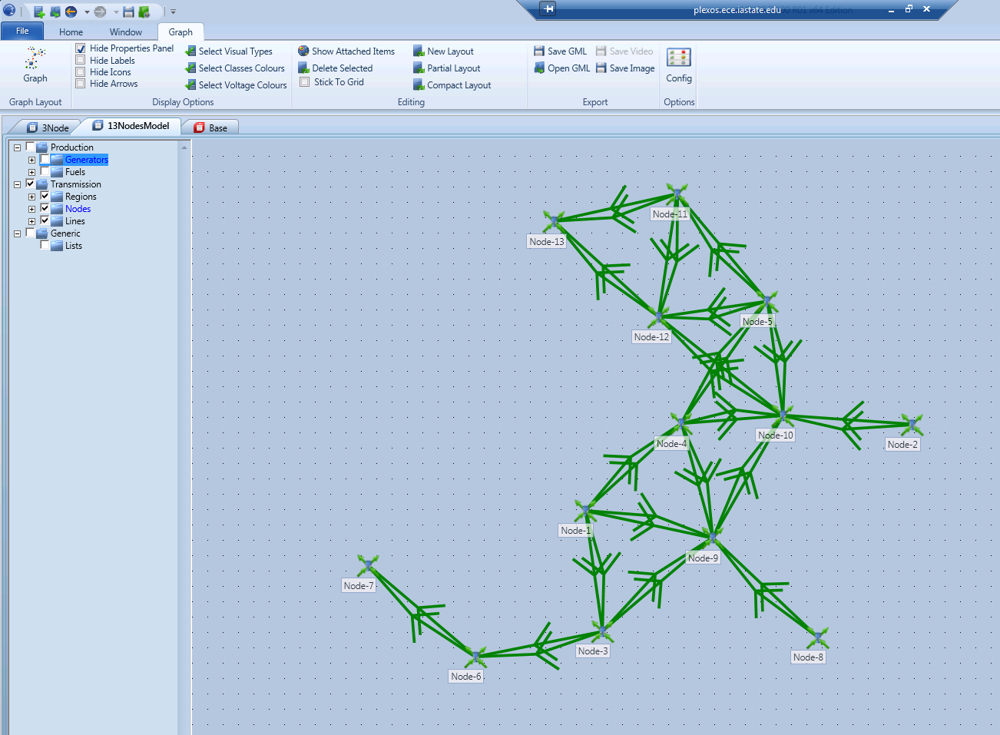 plexos.ece.iastate.edu
R01 x64 Edition
File
Home
Window
Graph
Graph
Graph Layout
Hide Properties Panel
Hide Labels
Hide Icons
Hide Arrows
Select Visual Types
Select Classes Colours
Select Voltage Colours
Display Options
Show Attached Items
Delete Selected
Stick To Grid
New Layout
Partial Layout
Compact Layout
Editing
Save GML
Open GML
Save Video
Save Image
Export
Config
Options
3Node
13NodesModel
Base
Production
Generators
Fuels
Transmission
Regions
Nodes
Lines
Generic
Lists
Node-11
Node-13
Node-5
Node-12
Node-10
Node-4
Node-2
Node-1
Node-9
Node-7
Node-3
Node-8
Node-6